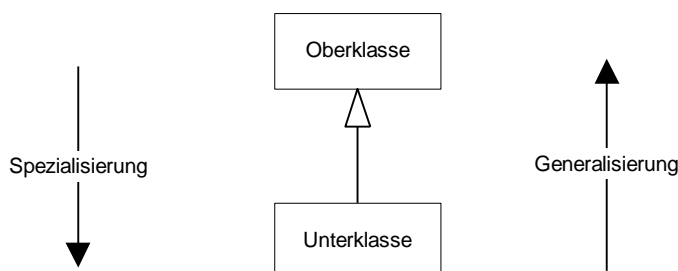 Oberklasse
Spezialisierung
Generalisierung
Unterklasse